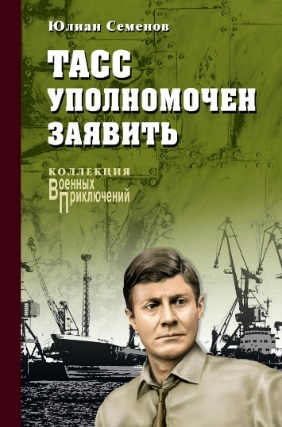 Юлиан Семенов
ТАСС
УПОЛНОМОЧЕН
ЗАЯВИТЬ
КОЛЛЕКЦИЯ
Военных
Приключений